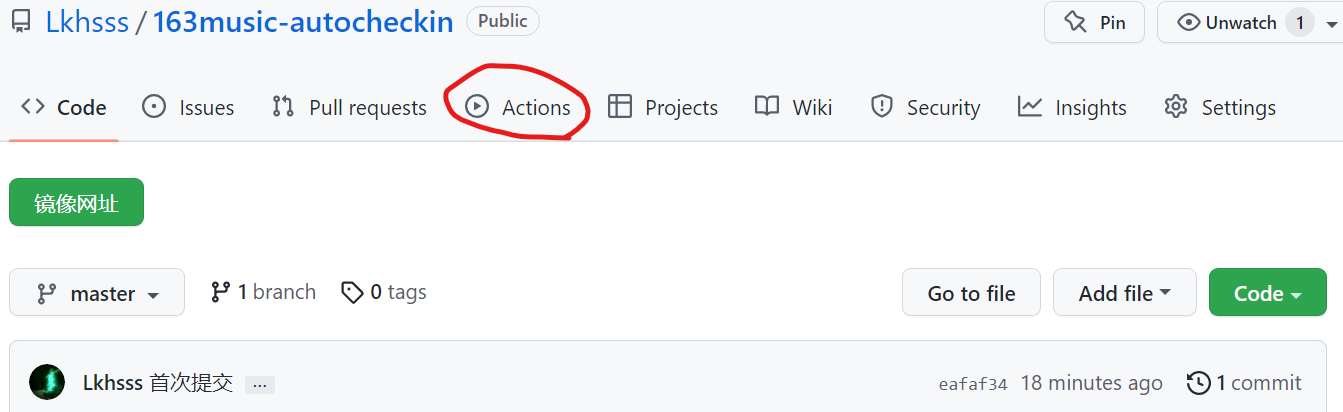 Lkhsss / 163music-autocheckin Public Pin Unwatch 1
Code Issues Pull requests Actions Projects Wiki Security Insights Settings
镜像网址
master 1 branch 0 tags Go to file Add file Code
Lkhsss 首次提交 ... eafaf34 18 minutes ago 1 commit